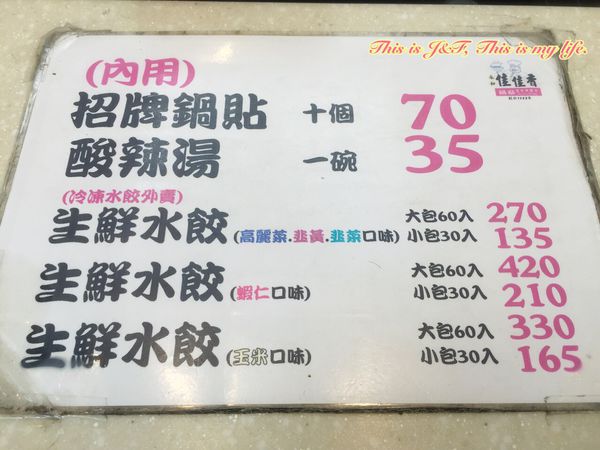 This is J&F, This is my life.
佳佳香
鍋貼
(內用)
招牌鍋貼 十個 70
酸辣湯 一碗 35
(冷凍水餃外賣)
生鮮水餃(高麗菜.韭黃.韭菜口味) 大包60入 270
小包30入 135
生鮮水餃(蝦仁口味) 大包60入 420
小包30入 210
生鮮水餃(玉米口味) 大包60入 330
小包30入 165